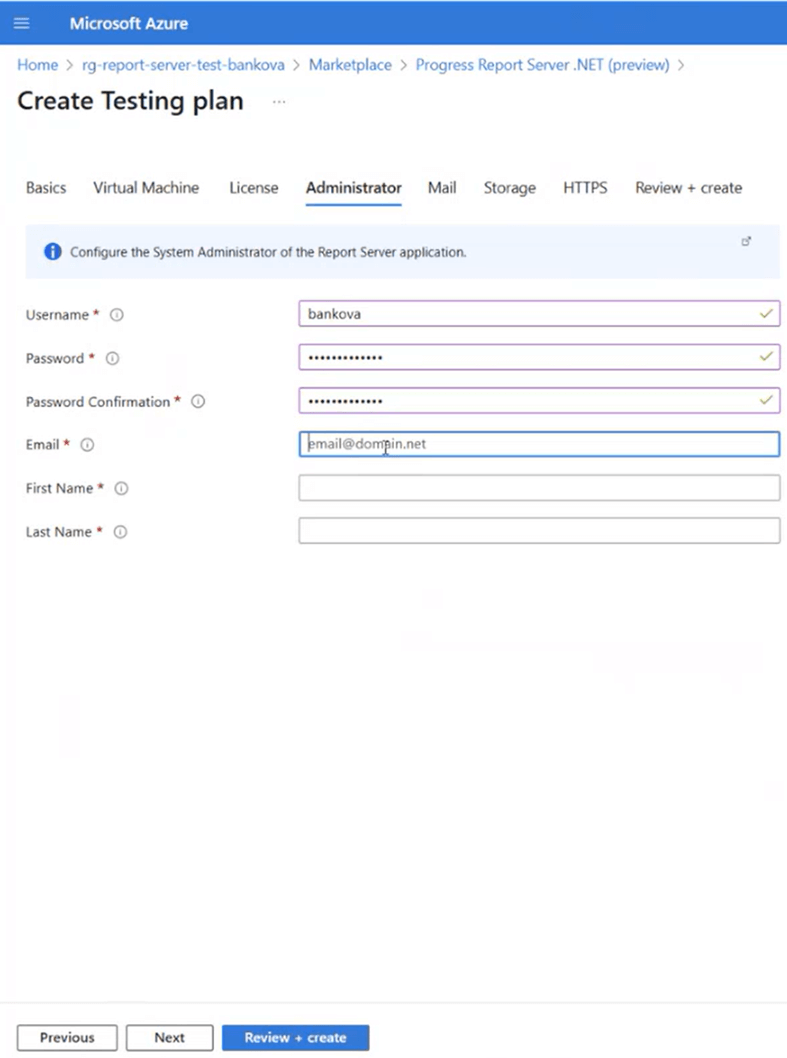 Microsoft Azure
Home > rg-report-server-test-bankova > Marketplace > Progress Report Server .NET (preview) >
Create Testing plan ...
Basics Virtual Machine License Administrator Mail Storage HTTPS Review + create
Configure the System Administrator of the Report Server application.
Username * bankova
Password * •••••••••••••
Password Confirmation * •••••••••••••
Email * email@domain.net
First Name *
Last Name *
Previous Next Review + create